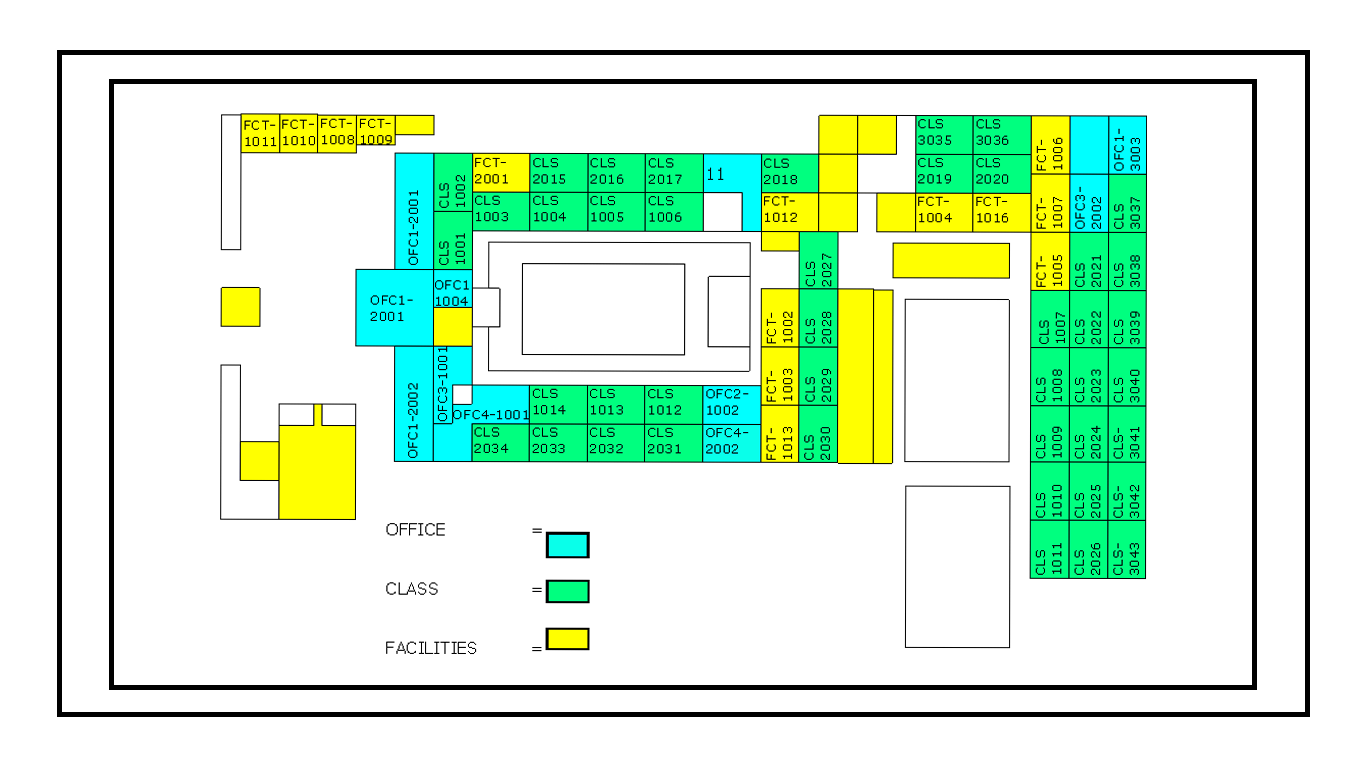 FCT-
1011
FCT-
1010
FCT-
1008
FCT-
1009
CLS
3035
CLS
3036
FCT-
1006
OFC1-
3003
OFC1-2001
CLS
1002
FCT-
2001
CLS
2015
CLS
2016
CLS
2017
11
CLS
2018
CLS
2019
CLS
2020
CLS
1003
CLS
1004
CLS
1005
CLS
1006
FCT-
1012
FCT-
1004
FCT-
1016
FCT-
1007
OFC3-
2002
CLS
3037
CLS
1001
CLS
2027
FCT-
1005
CLS
2021
CLS
3038
OFC1-
2001
OFC1
1004
FCT-
1002
CLS
2028
CLS
1007
CLS
2022
CLS
3039
OFC1-2002
OFC3-1001
FCT-
1003
CLS
2029
CLS
1008
CLS
2023
CLS
3040
OFC4-1001
CLS
1014
CLS
1013
CLS
1012
OFC2-
1002
CLS
2034
CLS
2033
CLS
2032
CLS
2031
OFC4-
2002
FCT-
1013
CLS
2030
CLS
1009
CLS
2024
CLS-
3041
CLS
1010
CLS
2025
CLS-
3042
CLS
1011
CLS
2026
CLS-
3043
OFFICE =
CLASS =
FACILITIES =